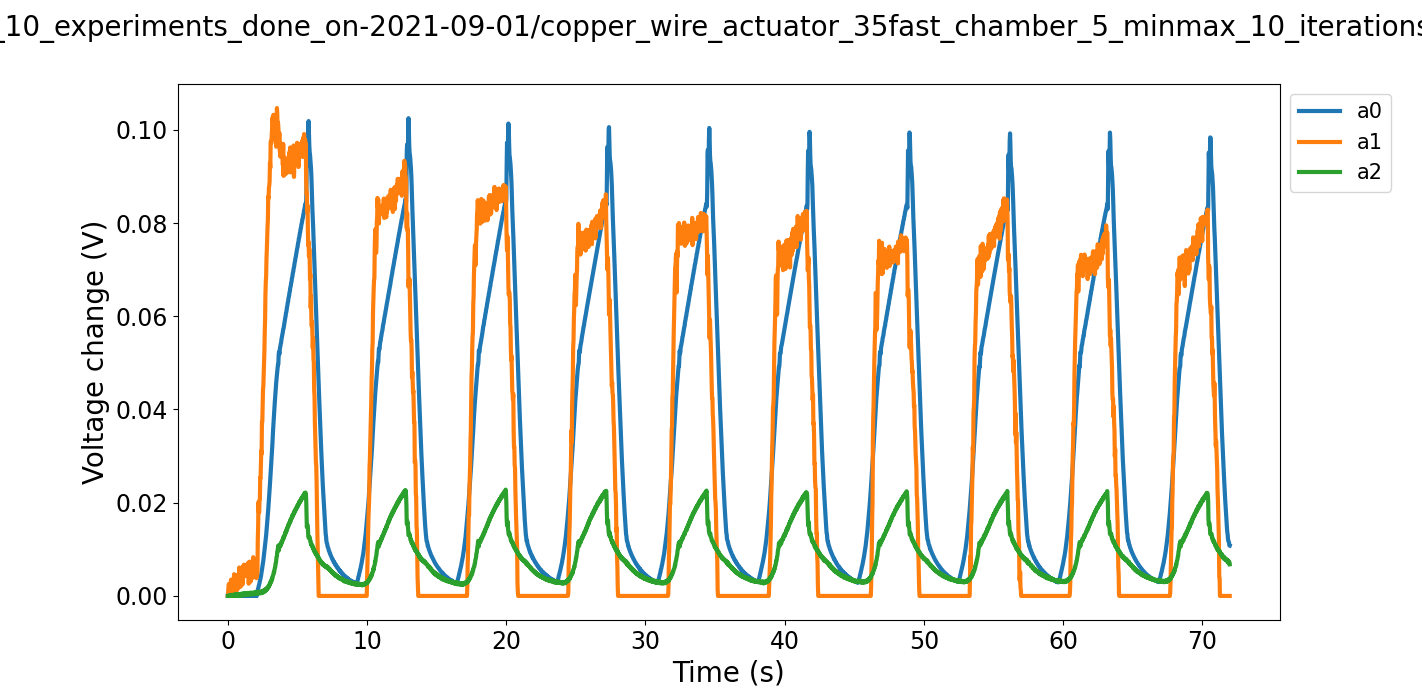 _10_experiments_done_on-2021-09-01/copper_wire_actuator_35fast_chamber_5_minmax_10_iterations
a0
a1
a2
Voltage change (V)
0.10
0.08
0.06
0.04
0.02
0.00
0 10 20 30 40 50 60 70
Time (s)